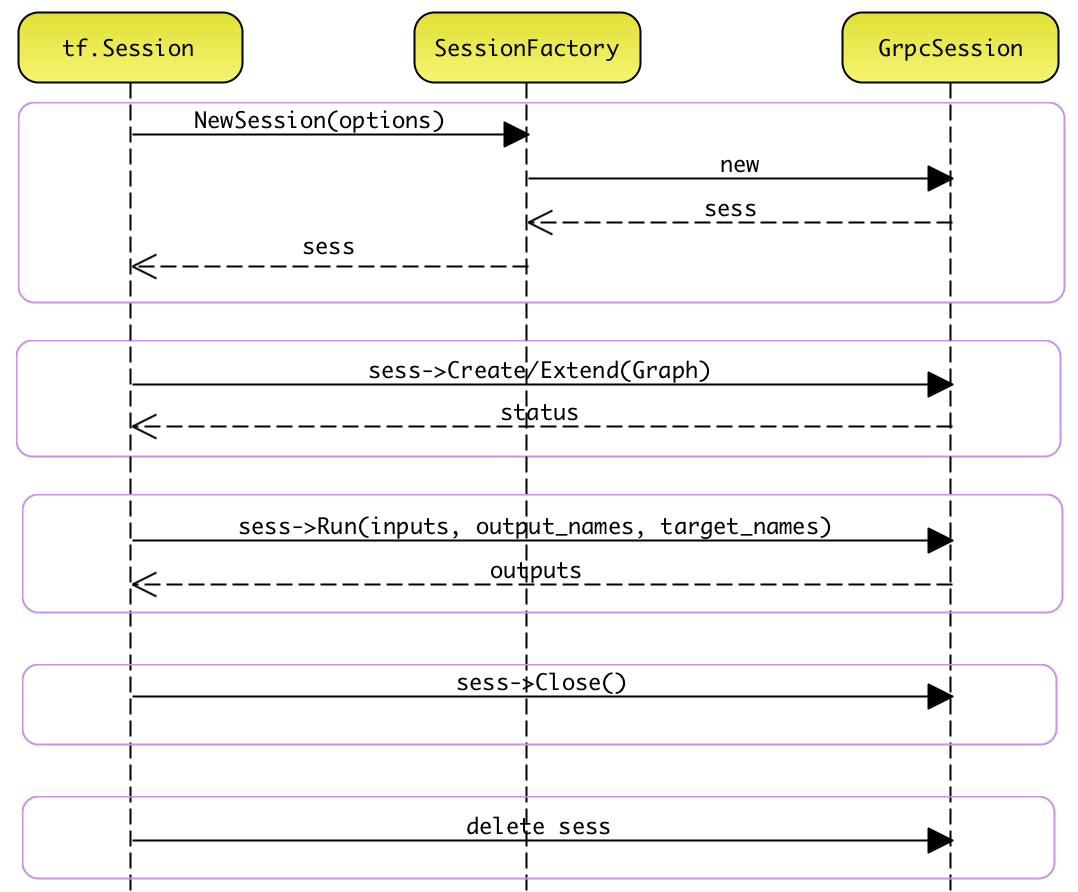 tf.Session
SessionFactory
GrpcSession
NewSession(options)
new
sess
sess
sess->Create/Extend(Graph)
status
sess->Run(inputs, output_names, target_names)
outputs
sess->Close()
delete sess